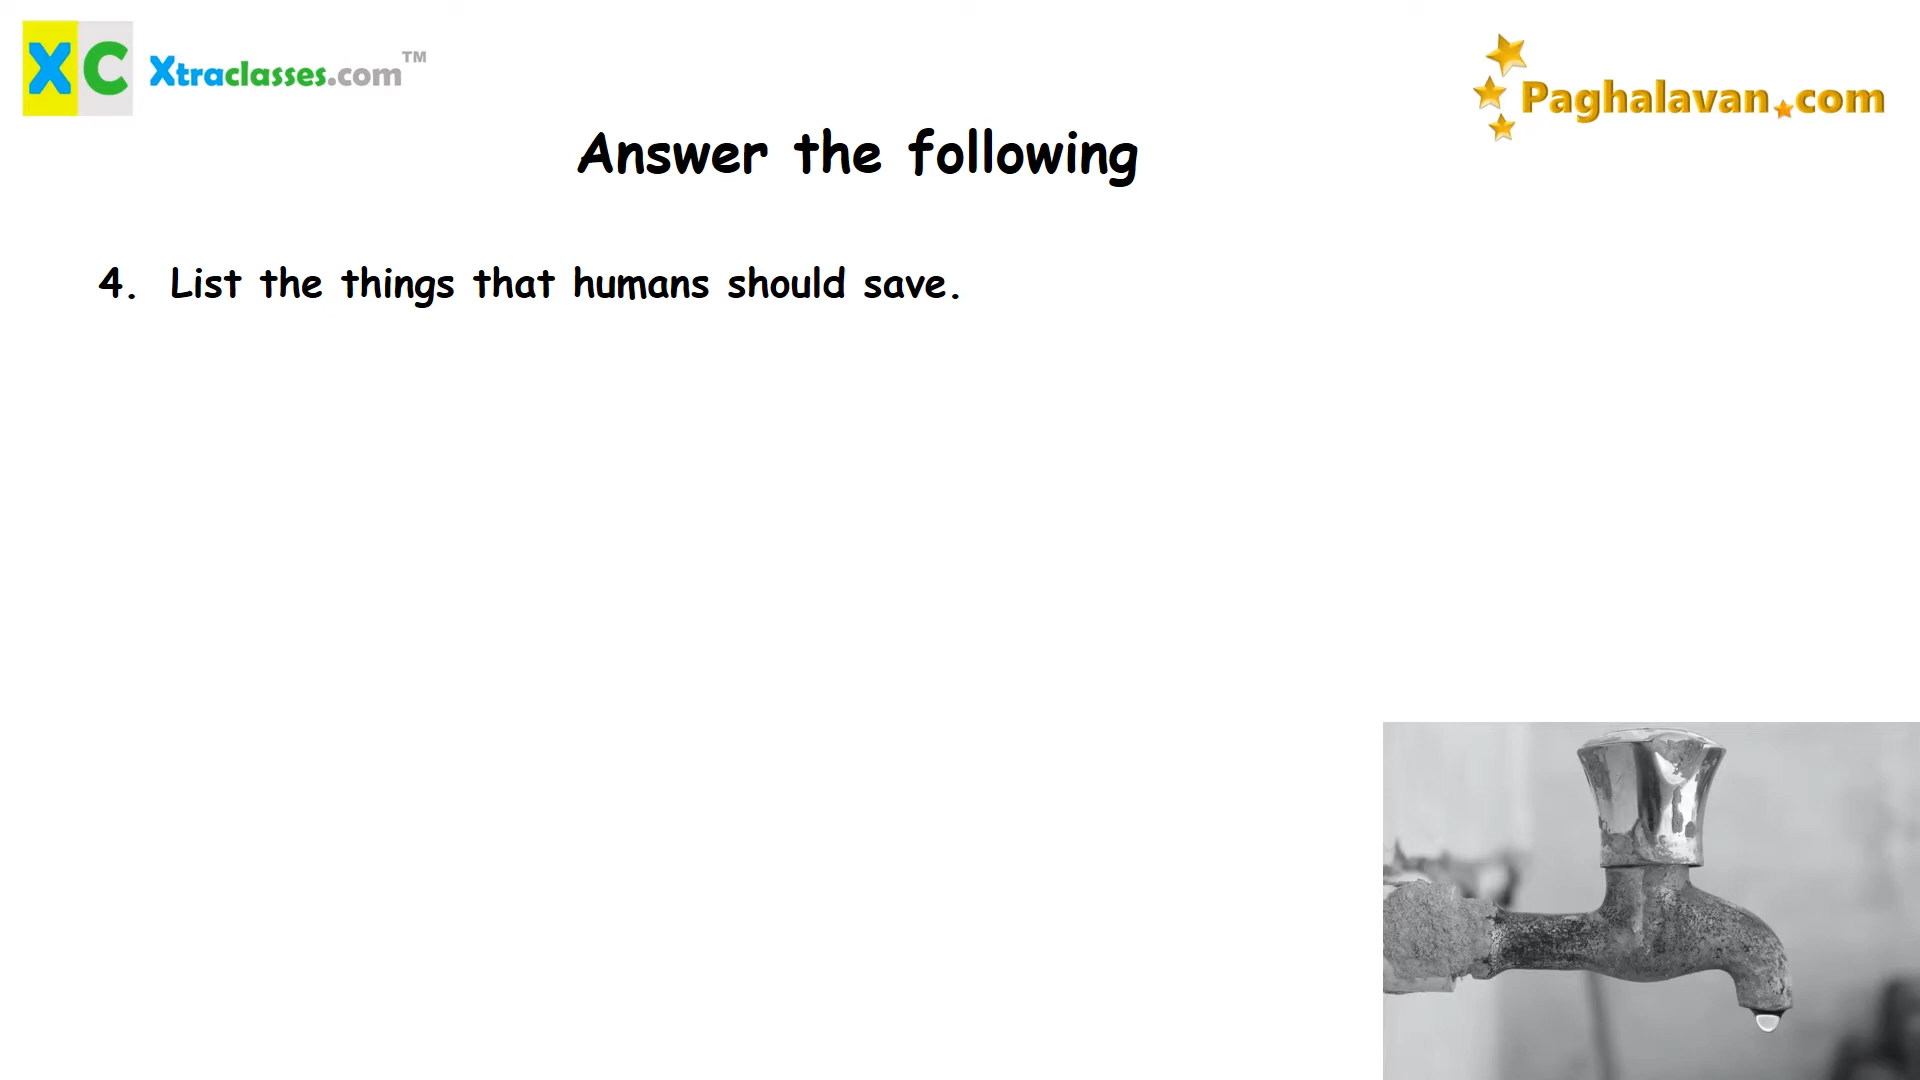 XC Xtraclasses.com™
Paghalavan.com
Answer the following
4. List the things that humans should save.